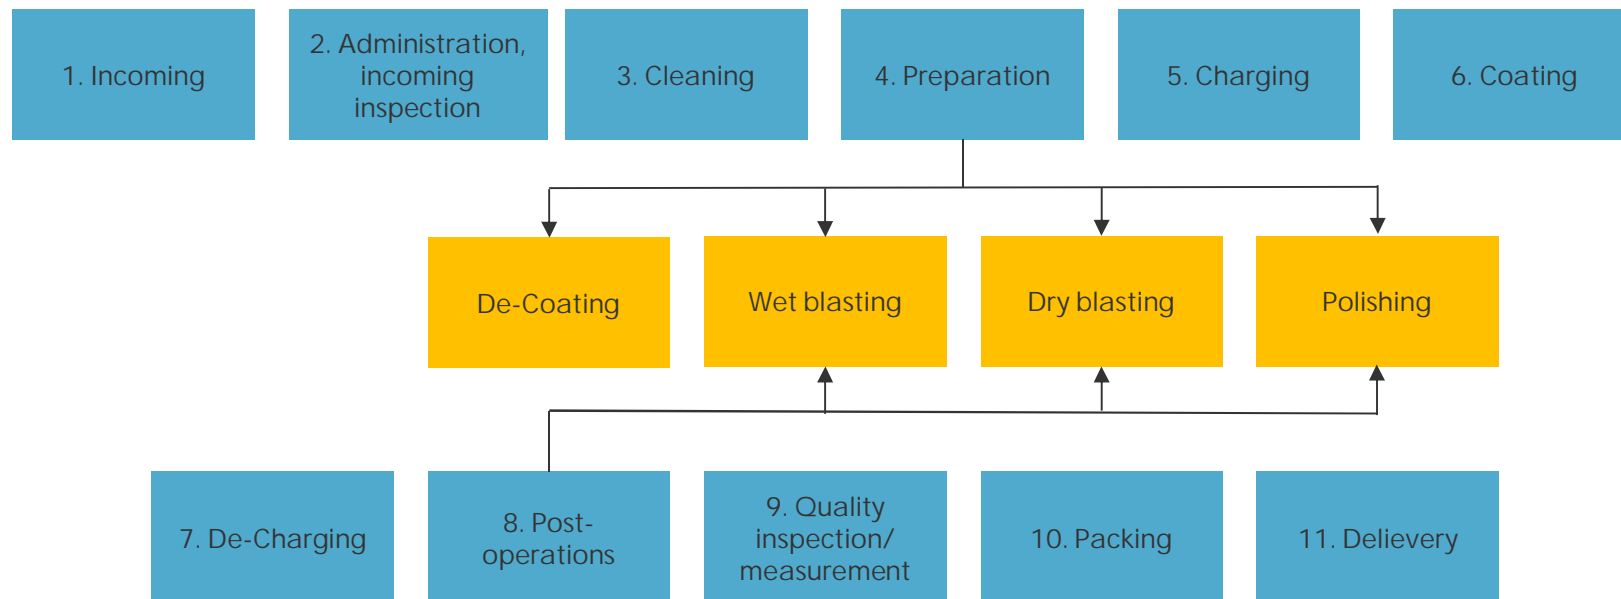 1. Incoming
2. Administration,
incoming
inspection
3. Cleaning
4. Preparation
5. Charging
6. Coating
De-Coating
Wet blasting
Dry blasting
Polishing
7. De-Charging
8. Post-
operations
9. Quality
inspection/
measurement
10. Packing
11. Delievery